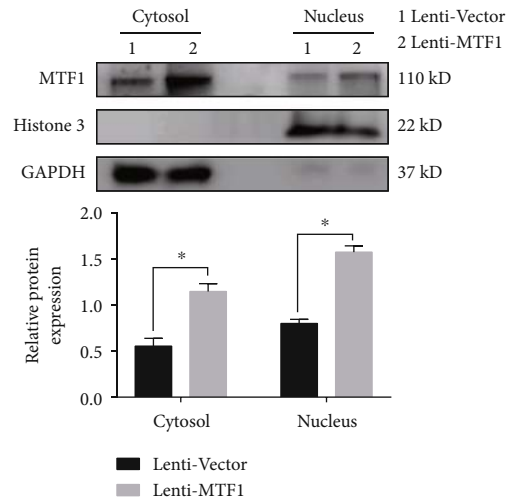 Cytosol Nucleus 1 Lenti-Vector
1 2 1 2 2 Lenti-MTF1
MTF1 110 kD
Histone 3 22 kD
GAPDH 37 kD
2.0
* *
1.5
1.0
0.5
0.0
Relative protein
expression
Cytosol Nucleus
Lenti-Vector
Lenti-MTF1